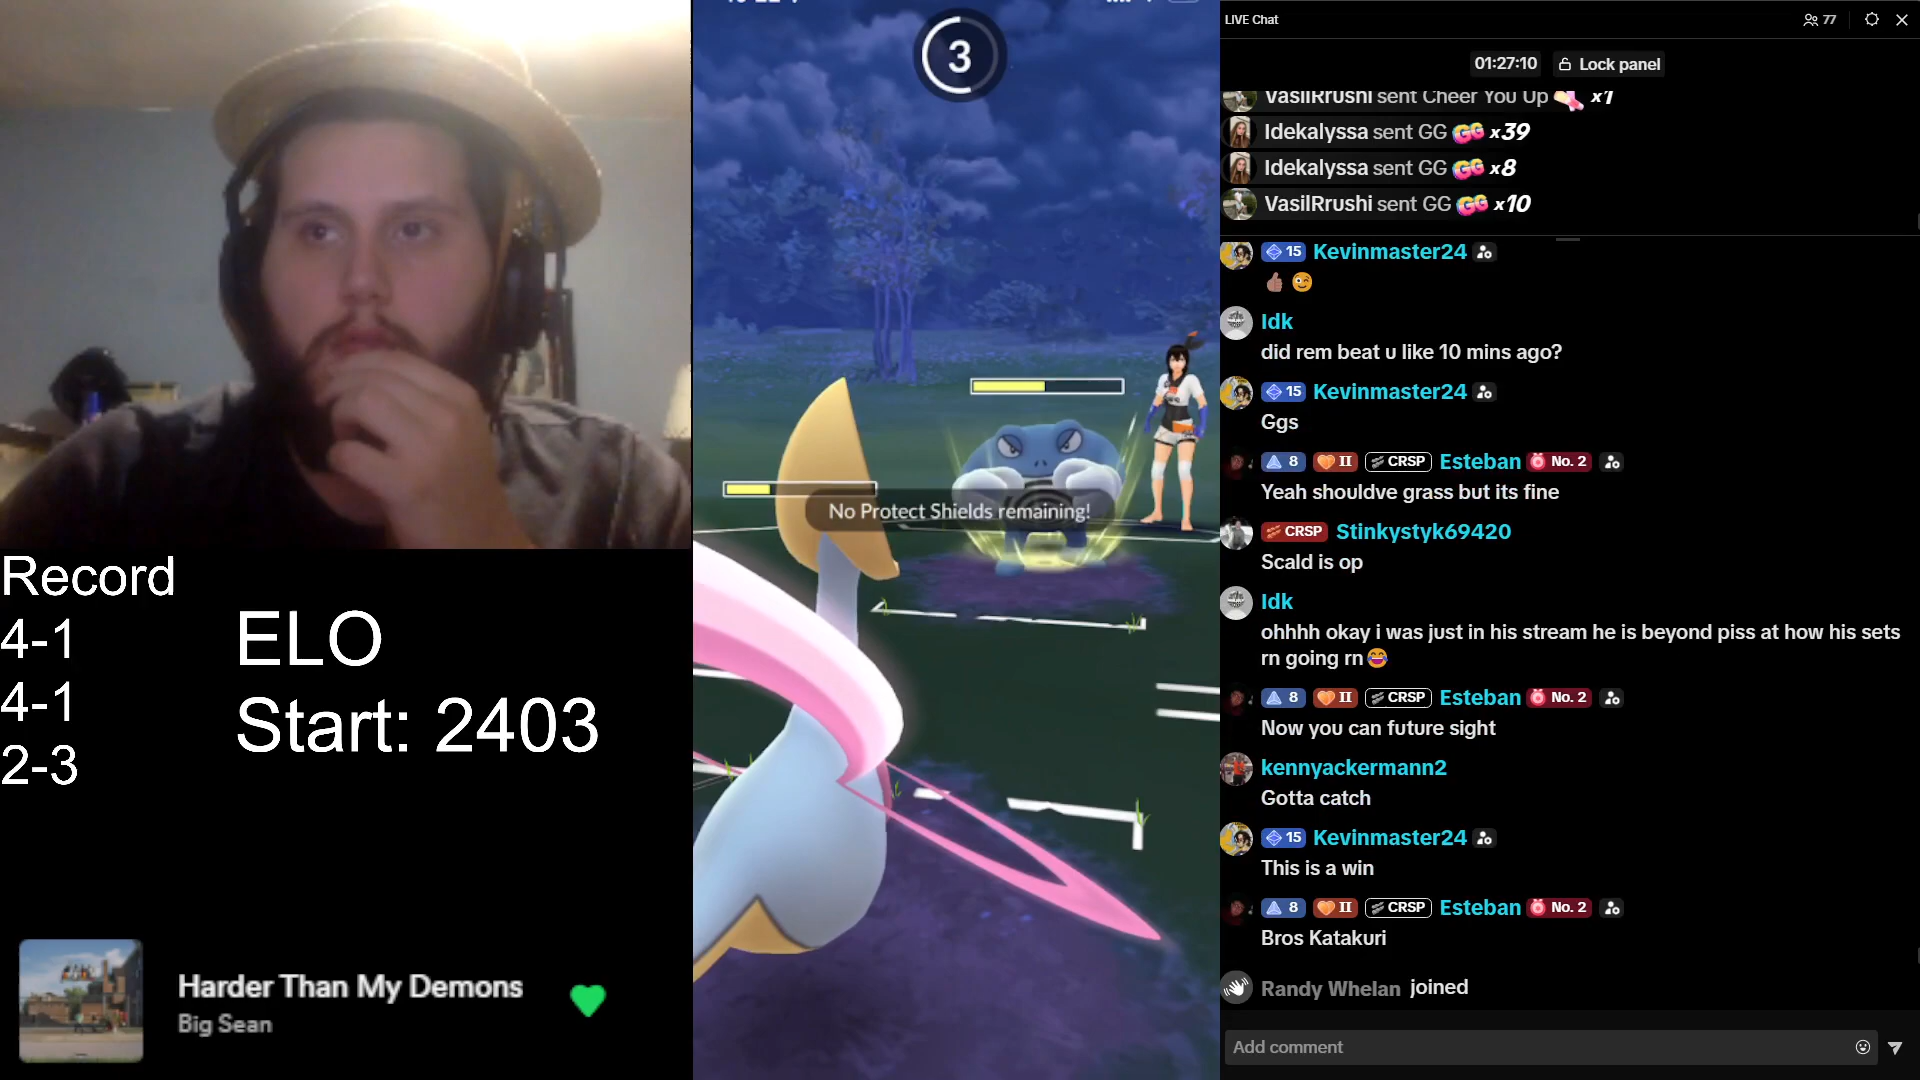 Record
4-1
4-1
2-3
ELO
Start: 2403
Harder Than My Demons
Big Sean
3
No Protect Shields remaining!
LIVE Chat
77
01:27:10
Lock panel
VasilRrushi sent Cheer You Up x1
Idekalyssa sent GG GG x39
Idekalyssa sent GG GG x8
VasilRrushi sent GG GG x10
15 Kevinmaster24
Idk
did rem beat u like 10 mins ago?
15 Kevinmaster24
Ggs
8 II CRSP Esteban No. 2
Yeah shouldve grass but its fine
CRSP Stinkystyk69420
Scald is op
Idk
ohhhh okay i was just in his stream he is beyond piss at how his sets
rn going rn
8 II CRSP Esteban No. 2
Now you can future sight
kennyackermann2
Gotta catch
15 Kevinmaster24
This is a win
8 II CRSP Esteban No. 2
Bros Katakuri
Randy Whelan joined
Add comment